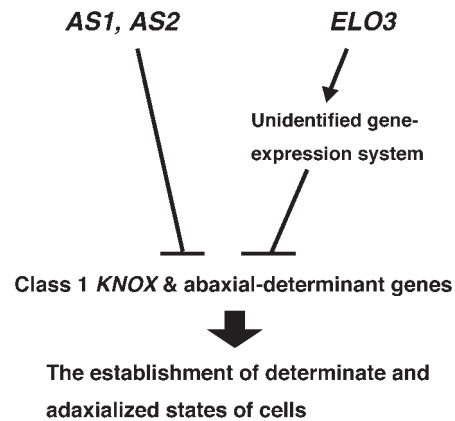 AS1, AS2
ELO3
Unidentified gene-
expression system
Class 1 KNOX & abaxial-determinant genes
The establishment of determinate and
adaxialized states of cells